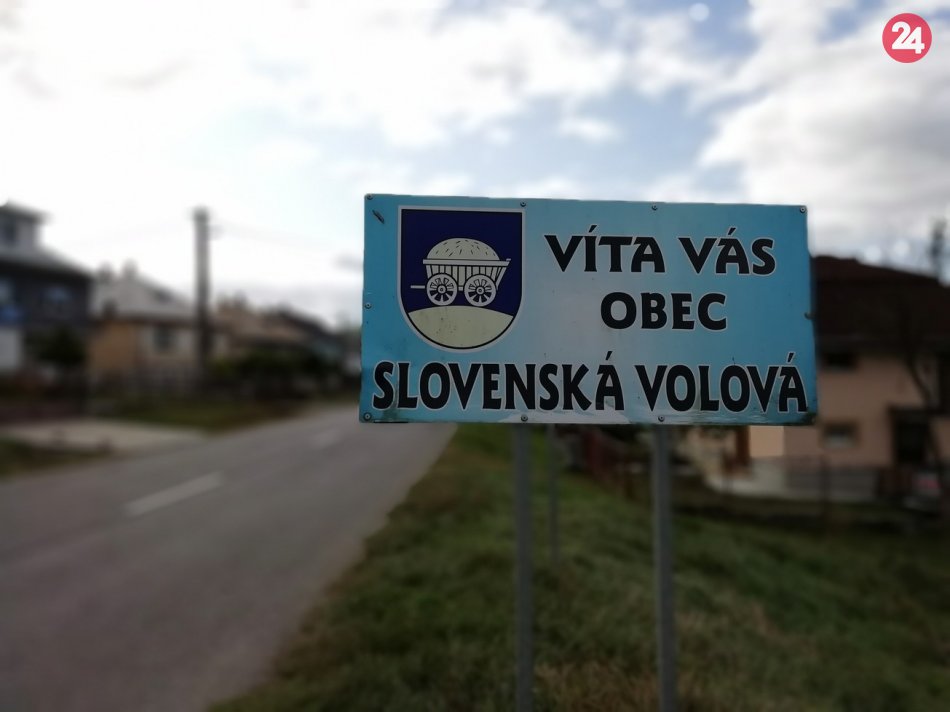 24
VÍTA VÁS
OBEC
SLOVENSKÁ VOLOVÁ